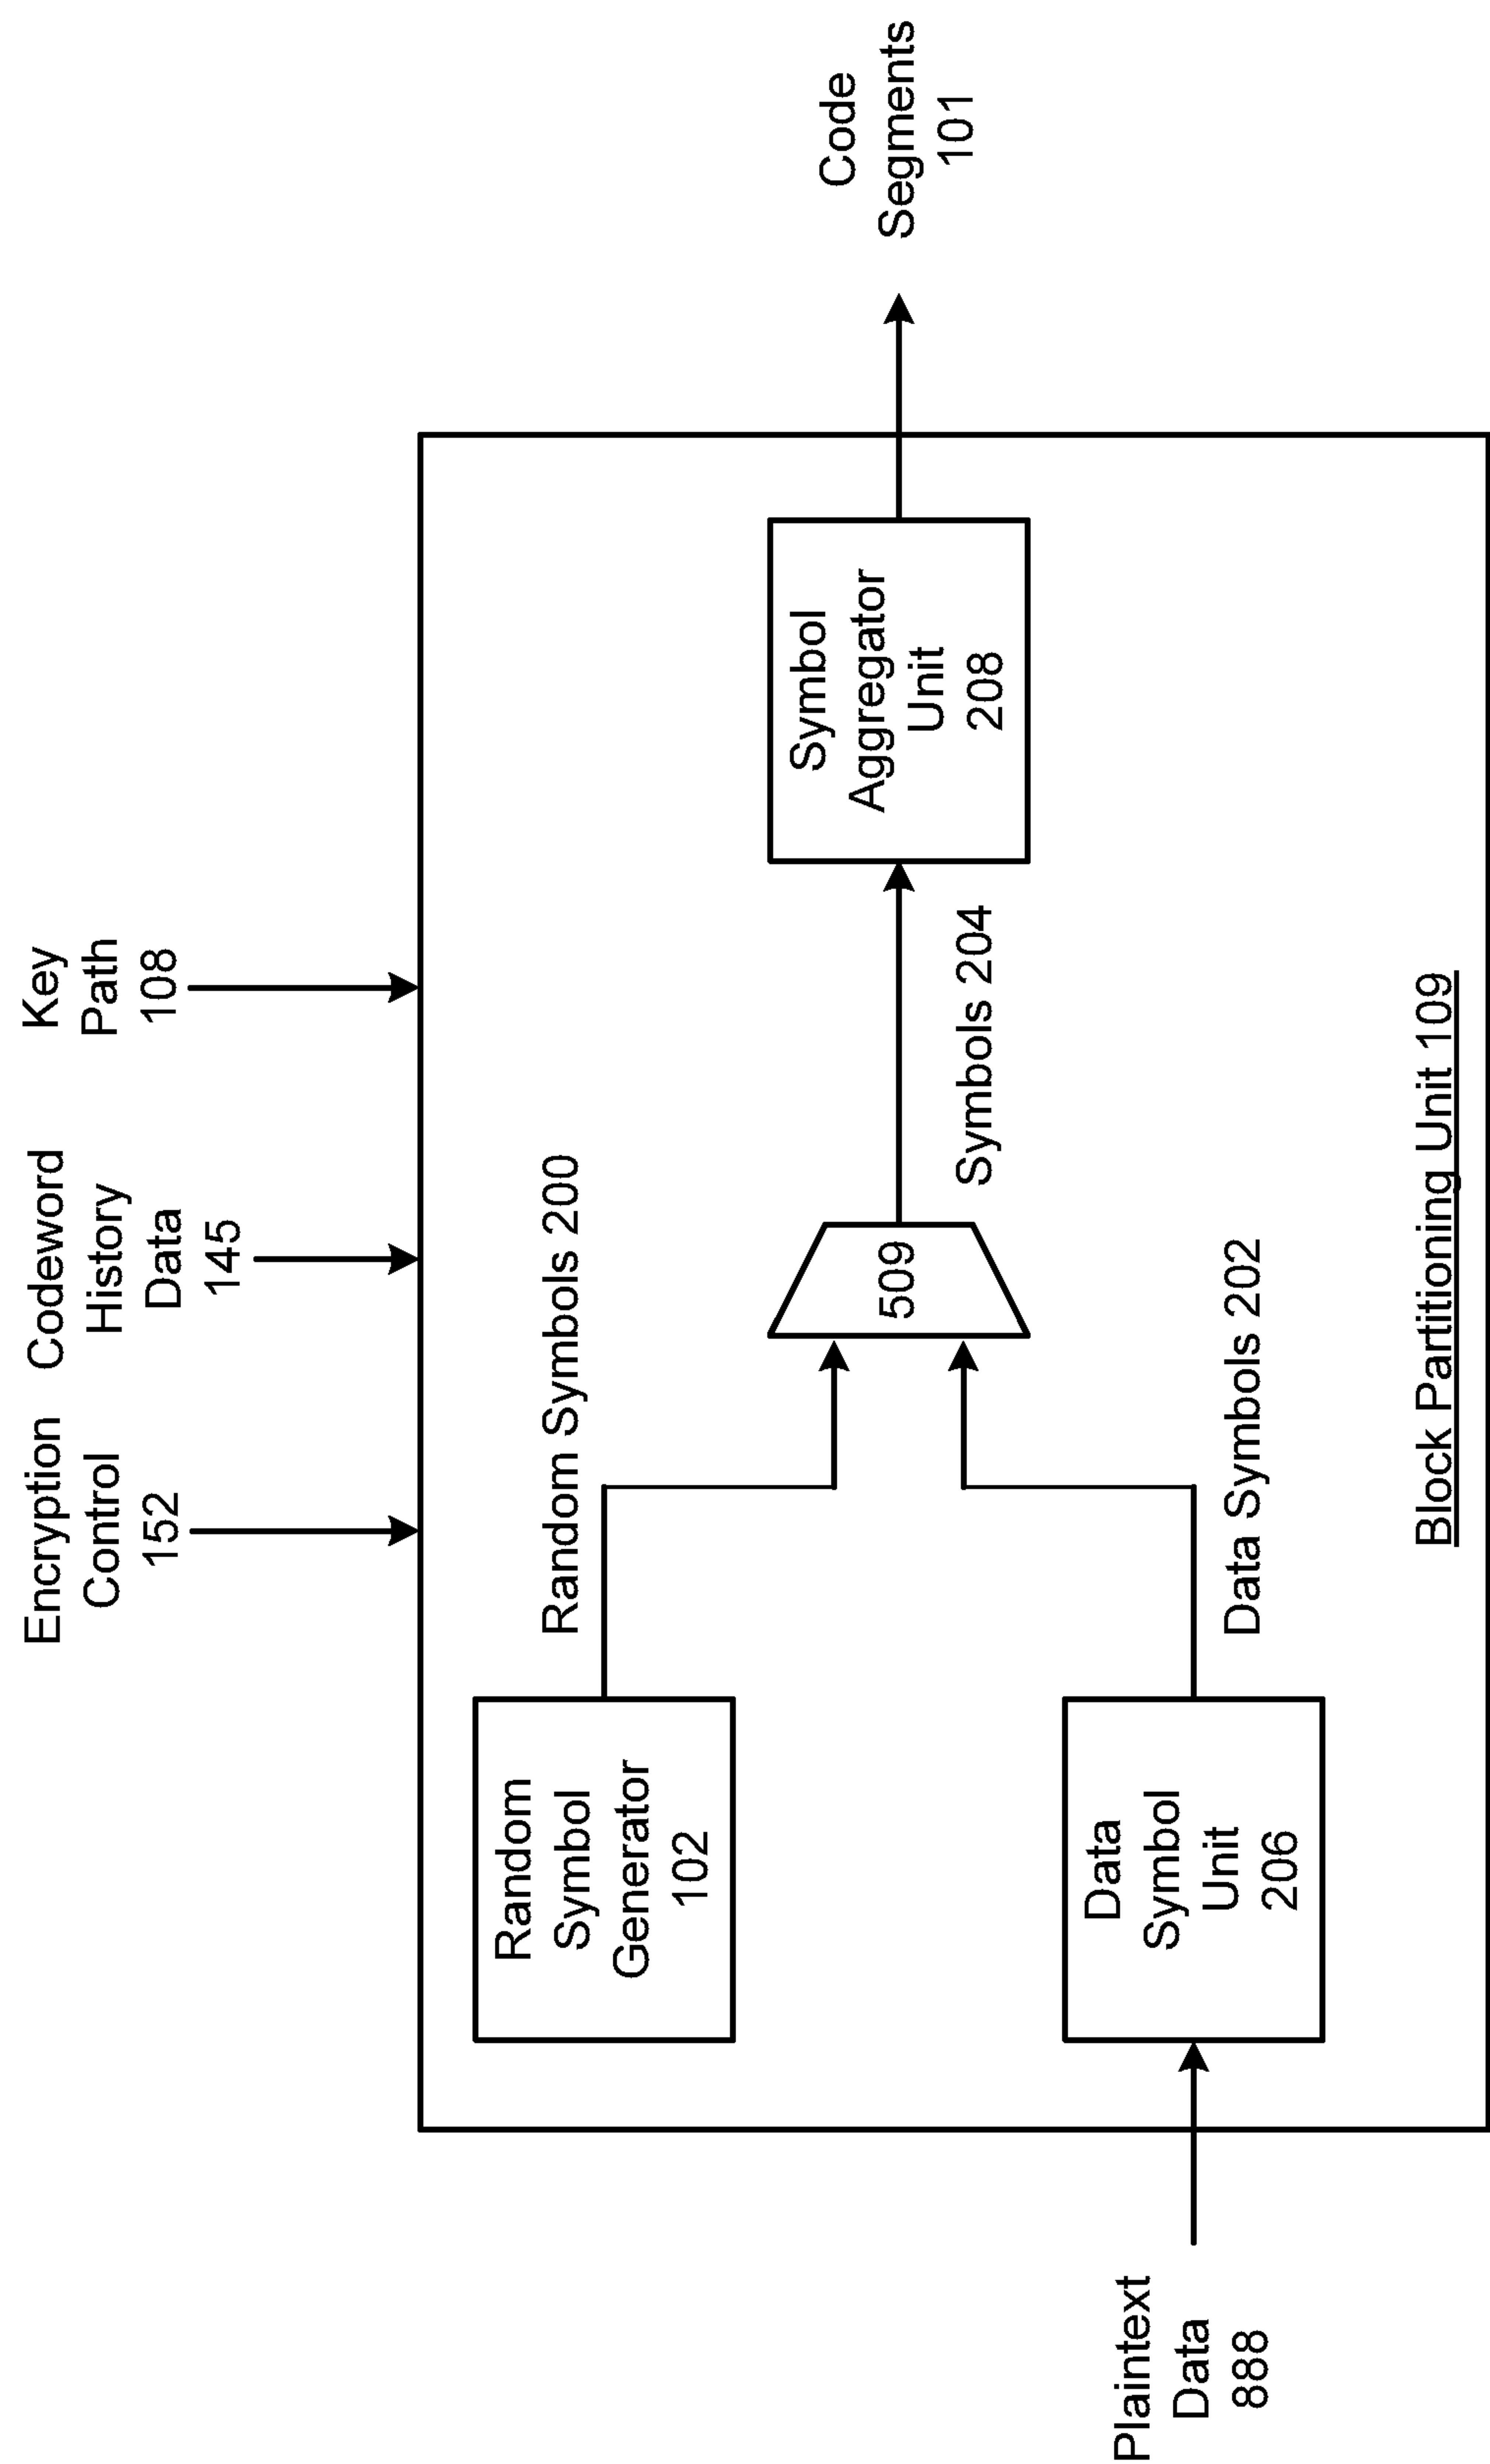 Encryption
Control
152
Codeword
History
Data
145
Key
Path
108
Random
Symbol
Generator
102
Random Symbols 200
509
Symbols 204
Symbol
Aggregator
Unit
208
Code
Segments
101
Plaintext
Data
888
Data
Symbol
Unit
206
Data Symbols 202
Block Partitioning Unit 109